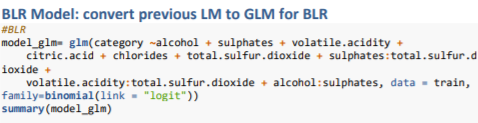 BLR Model: convert previous LM to GLM for BLR
#BLR
model_glm= glm(category ~alcohol + sulphates + volatile.acidity +
citric.acid + chlorides + total.sulfur.dioxide + sulphates:total.sulfur.d
ioxide +
volatile.acidity:total.sulfur.dioxide + alcohol:sulphates, data = train,
family=binomial(link = "logit"))
summary(model_glm)